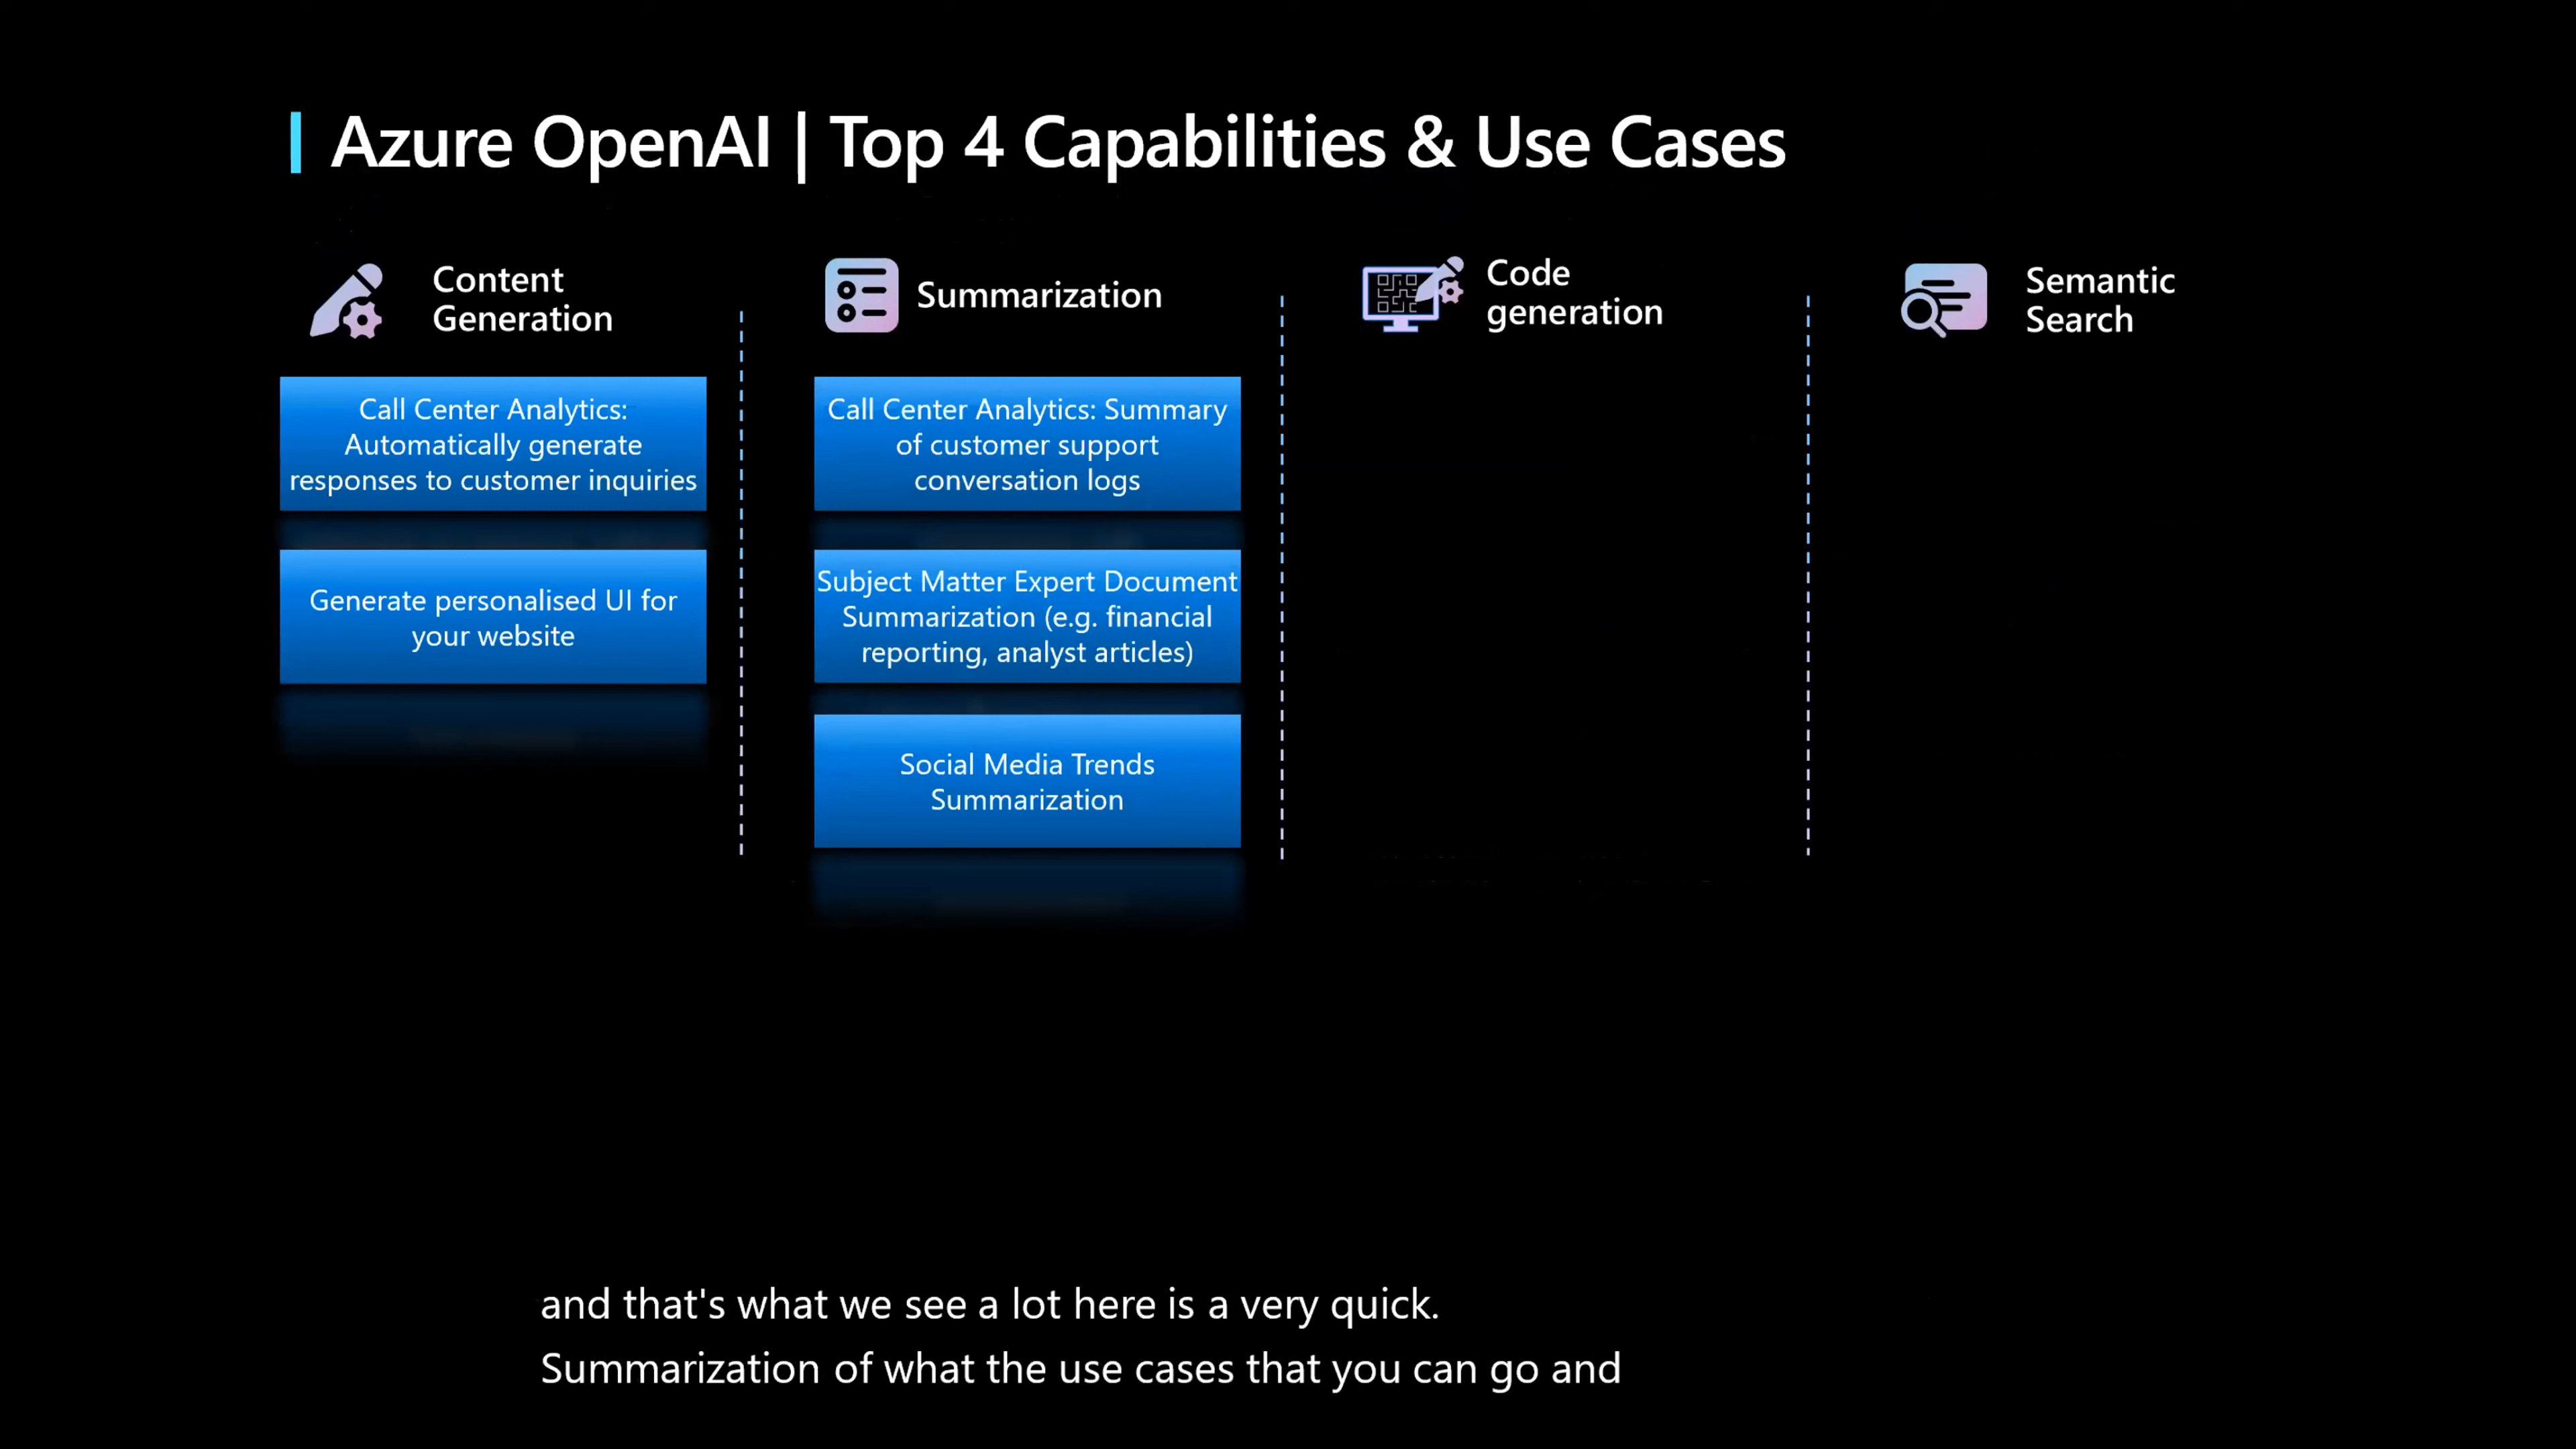 Azure OpenAI | Top 4 Capabilities & Use Cases
Content
Generation
Call Center Analytics:
Automatically generate
responses to customer inquiries
Generate personalised UI for
your website
Summarization
Call Center Analytics: Summary
of customer support
conversation logs
Subject Matter Expert Document
Summarization (e.g. financial
reporting, analyst articles)
Social Media Trends
Summarization
Code
generation
Semantic
Search
and that's what we see a lot here is a very quick.
Summarization of what the use cases that you can go and